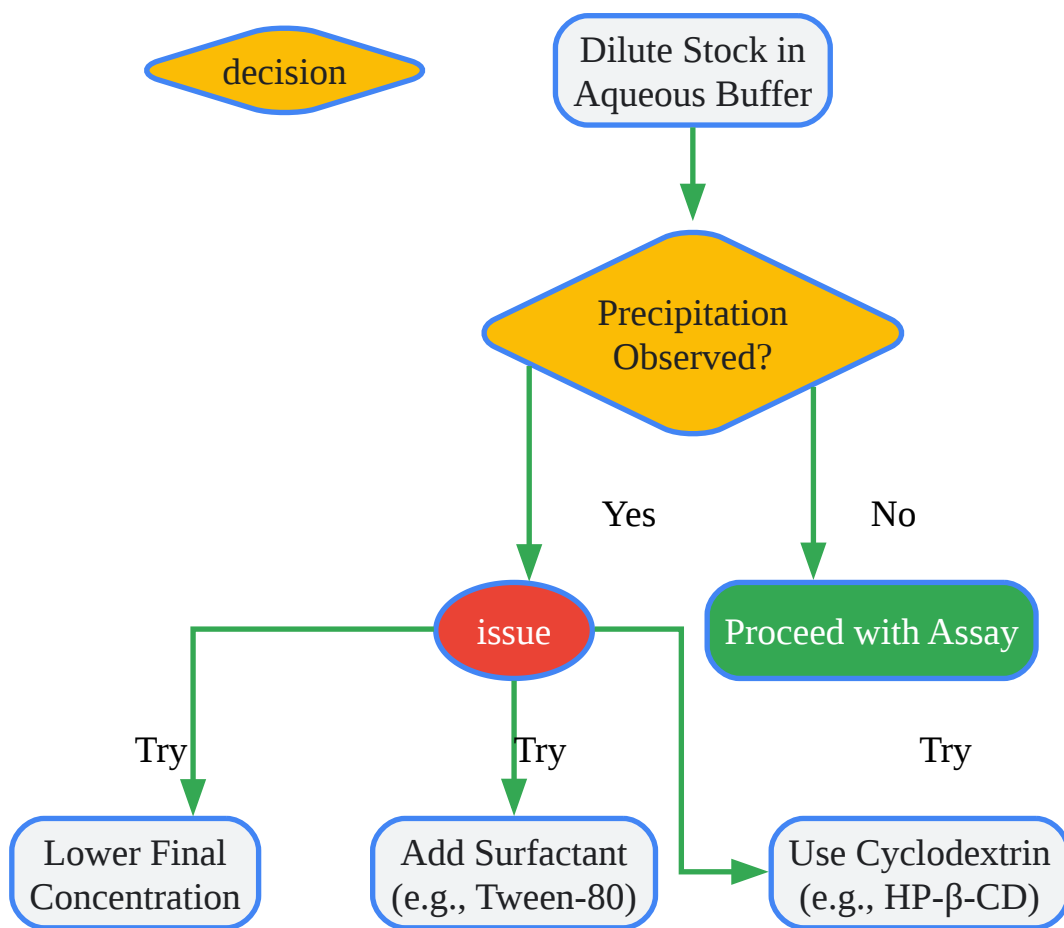 decision
Dilute Stock in
Aqueous Buffer
Precipitation
Observed?
Yes
No
issue
Proceed with Assay
Try
Try
Try
Lower Final
Concentration
Add Surfactant
(e.g., Tween-80)
Use Cyclodextrin
(e.g., HP-β-CD)